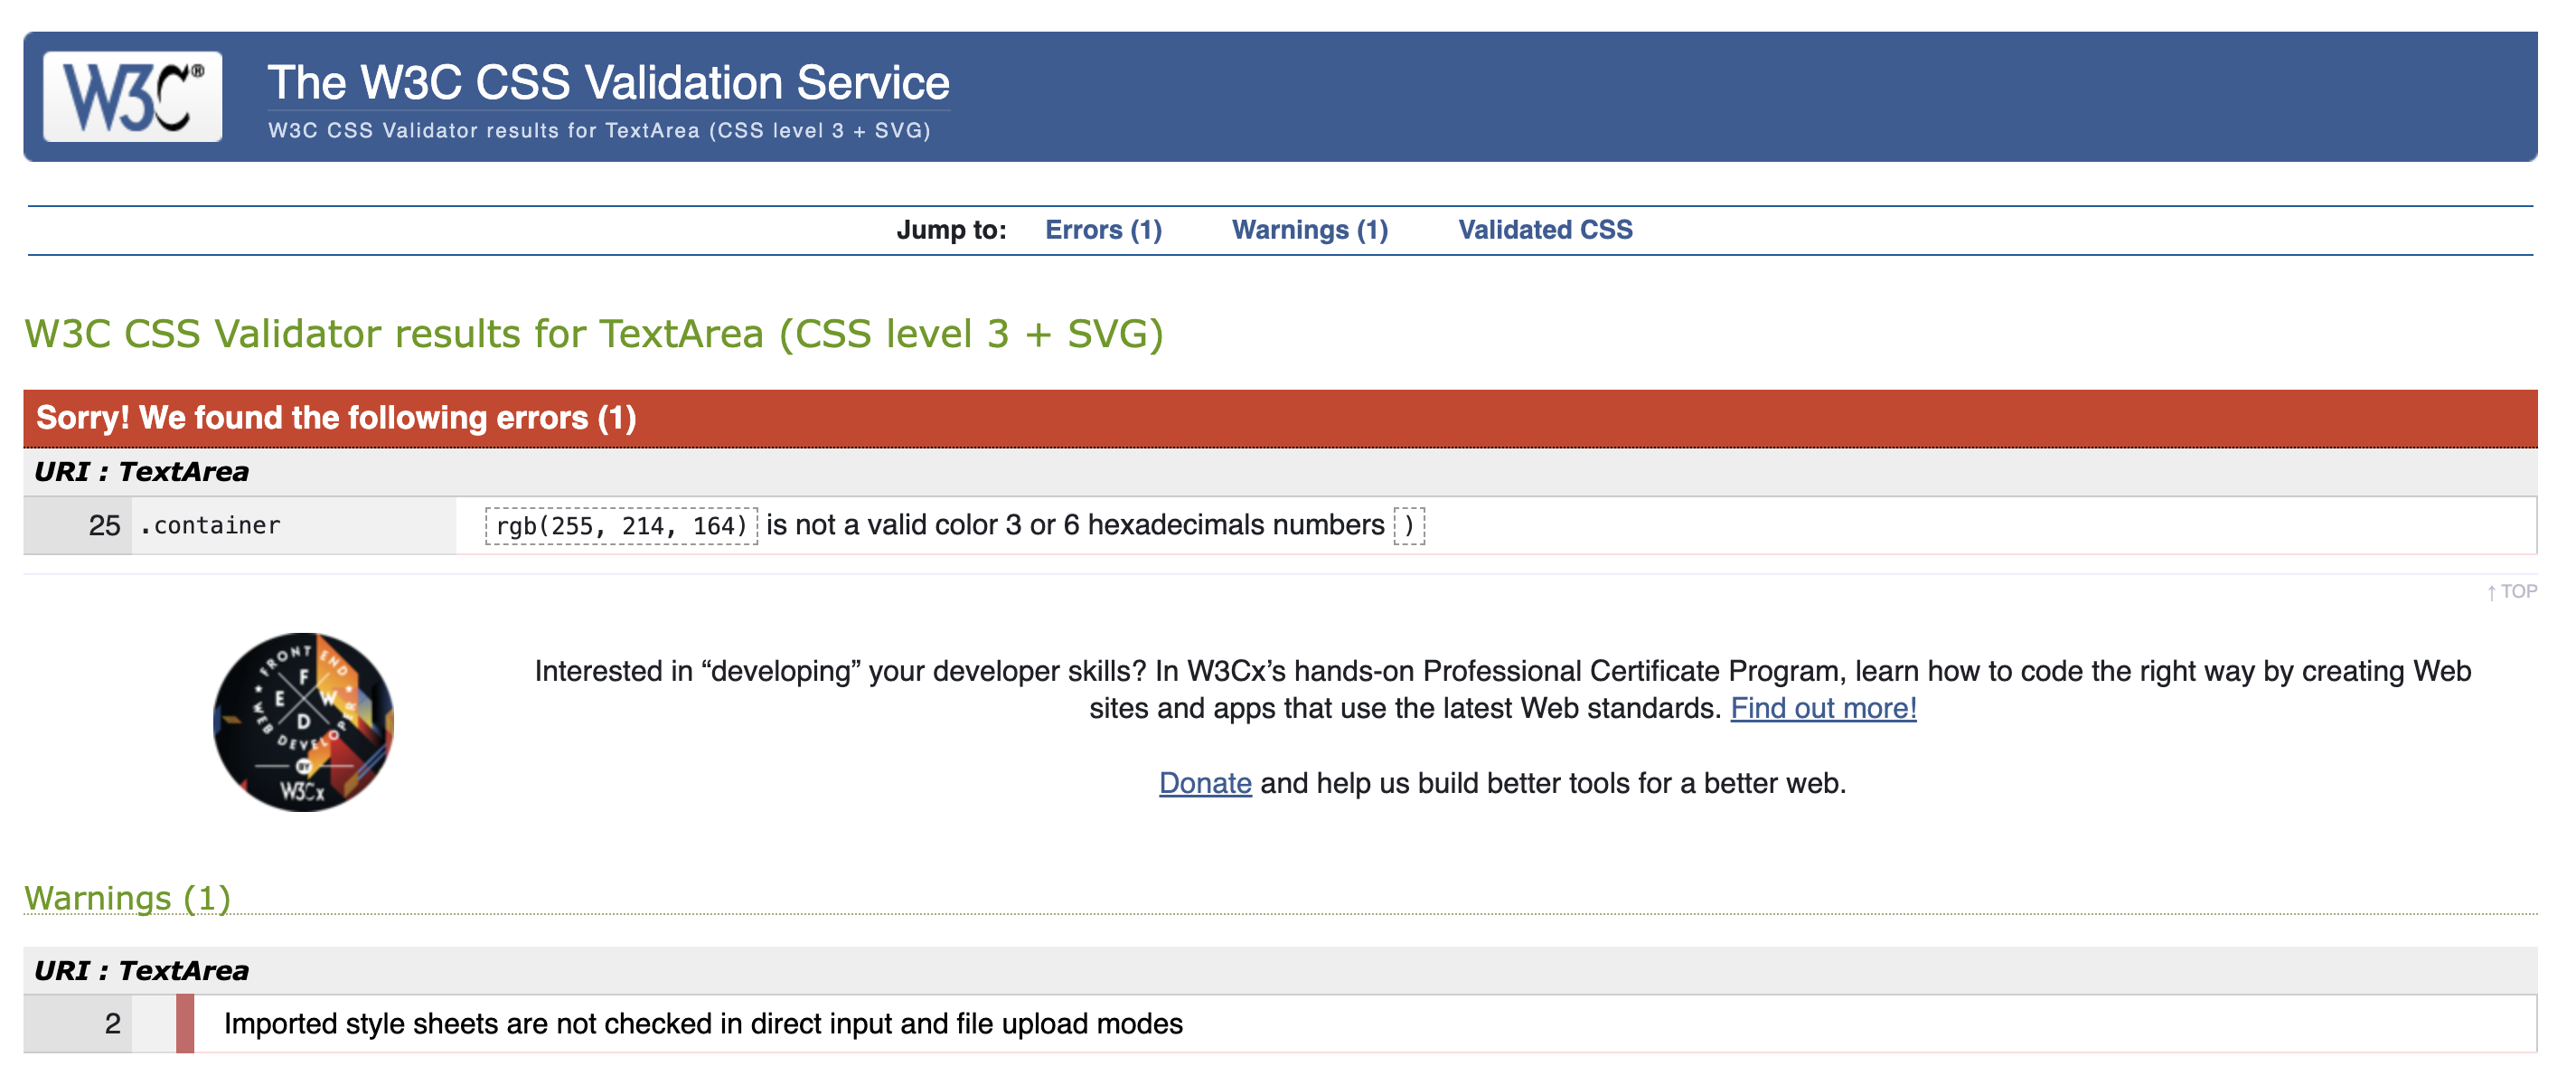 W3C®
The W3C CSS Validation Service
W3C CSS Validator results for TextArea (CSS level 3 + SVG)
Jump to: Errors (1) Warnings (1) Validated CSS
W3C CSS Validator results for TextArea (CSS level 3 + SVG)
Sorry! We found the following errors (1)
URI : TextArea
25 .container rgb(255, 214, 164) is not a valid color 3 or 6 hexadecimals numbers )
↑ TOP
FRONT END
F
E W
D
WEB DEVELOPER
BY
W3Cx
Interested in “developing” your developer skills? In W3Cx’s hands-on Professional Certificate Program, learn how to code the right way by creating Web
sites and apps that use the latest Web standards. Find out more!
Donate and help us build better tools for a better web.
Warnings (1)
URI : TextArea
2 Imported style sheets are not checked in direct input and file upload modes